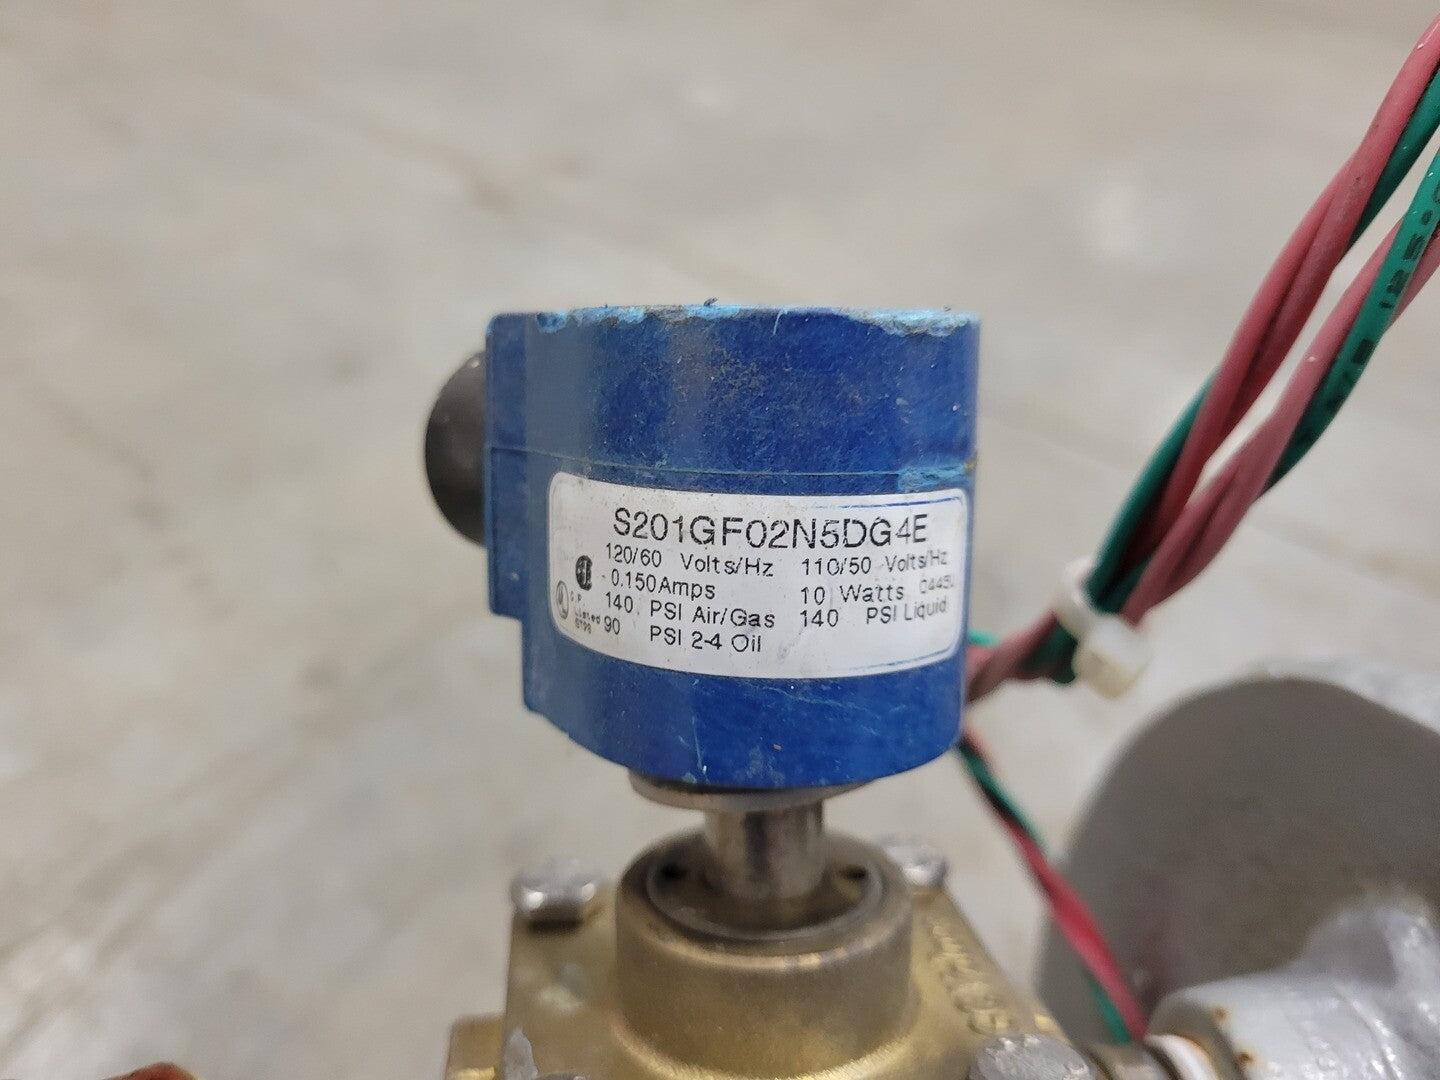 S201GF02N5DG4E
120/60 Volts/Hz 110/50 Volts/Hz
0.150 Amps 10 Watts
140 PSI Air/Gas 140 PSI Liquid
Listed
90 PSI 2-4 Oil